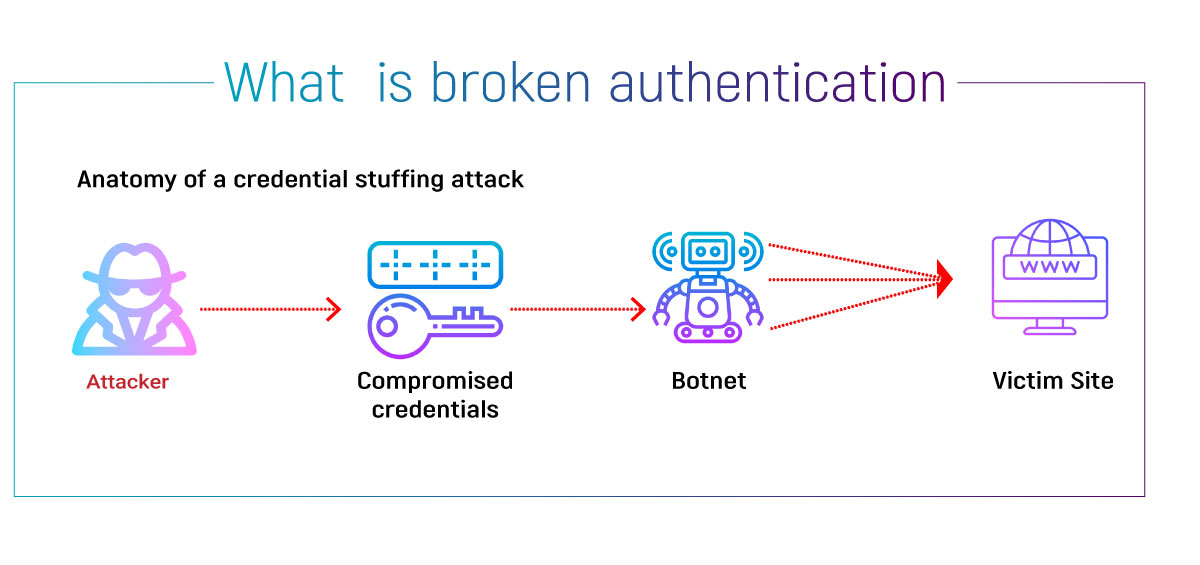 What is broken authentication
Anatomy of a credential stuffing attack
WWW
Attacker
Compromised
credentials
Botnet
Victim Site